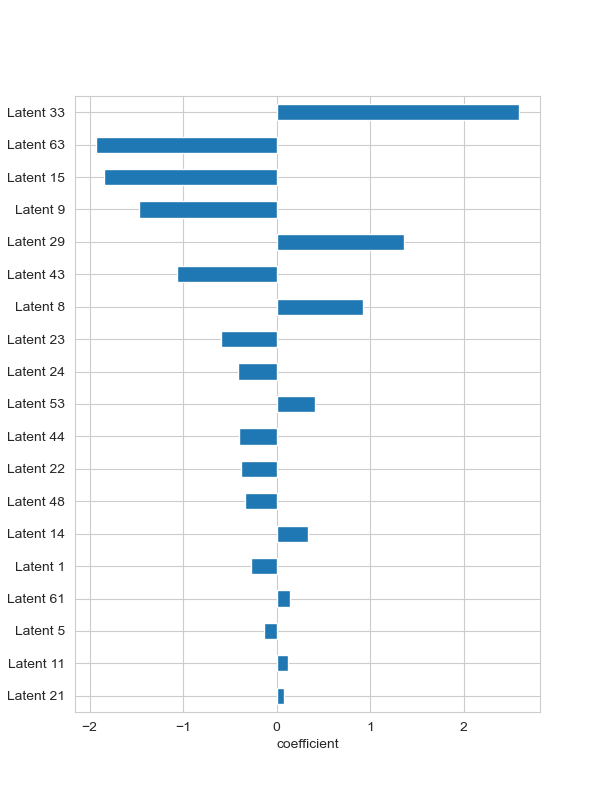 Latent 33
Latent 63
Latent 15
Latent 9
Latent 29
Latent 43
Latent 8
Latent 23
Latent 24
Latent 53
Latent 44
Latent 22
Latent 48
Latent 14
Latent 1
Latent 61
Latent 5
Latent 11
Latent 21
−2 −1 0 1 2
coefficient